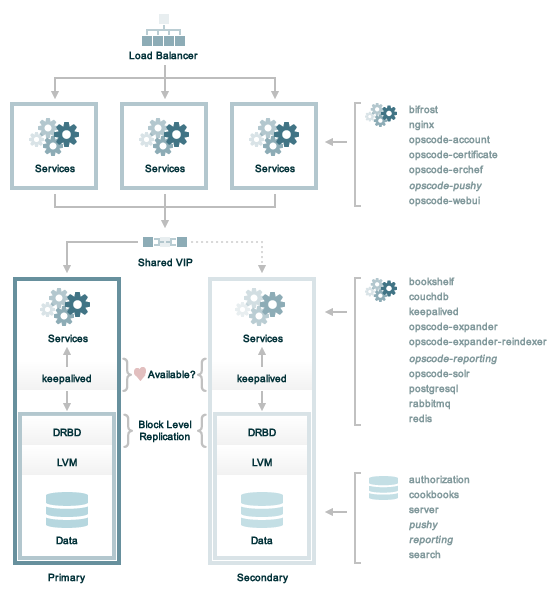 Load Balancer
Services
Services
Services
bifrost
nginx
opscode-account
opscode-certificate
opscode-erchef
opscode-pushy
opscode-webui
Shared VIP
Services
Services
keepalived
Available?
keepalived
bookshelf
couchdb
keepalived
opscode-expander
opscode-expander-reindexer
opscode-reporting
opscode-solr
postgresql
rabbitmq
redis
DRBD
Block Level
Replication
DRBD
LVM
LVM
Data
Data
authorization
cookbooks
server
pushy
reporting
search
Primary
Secondary